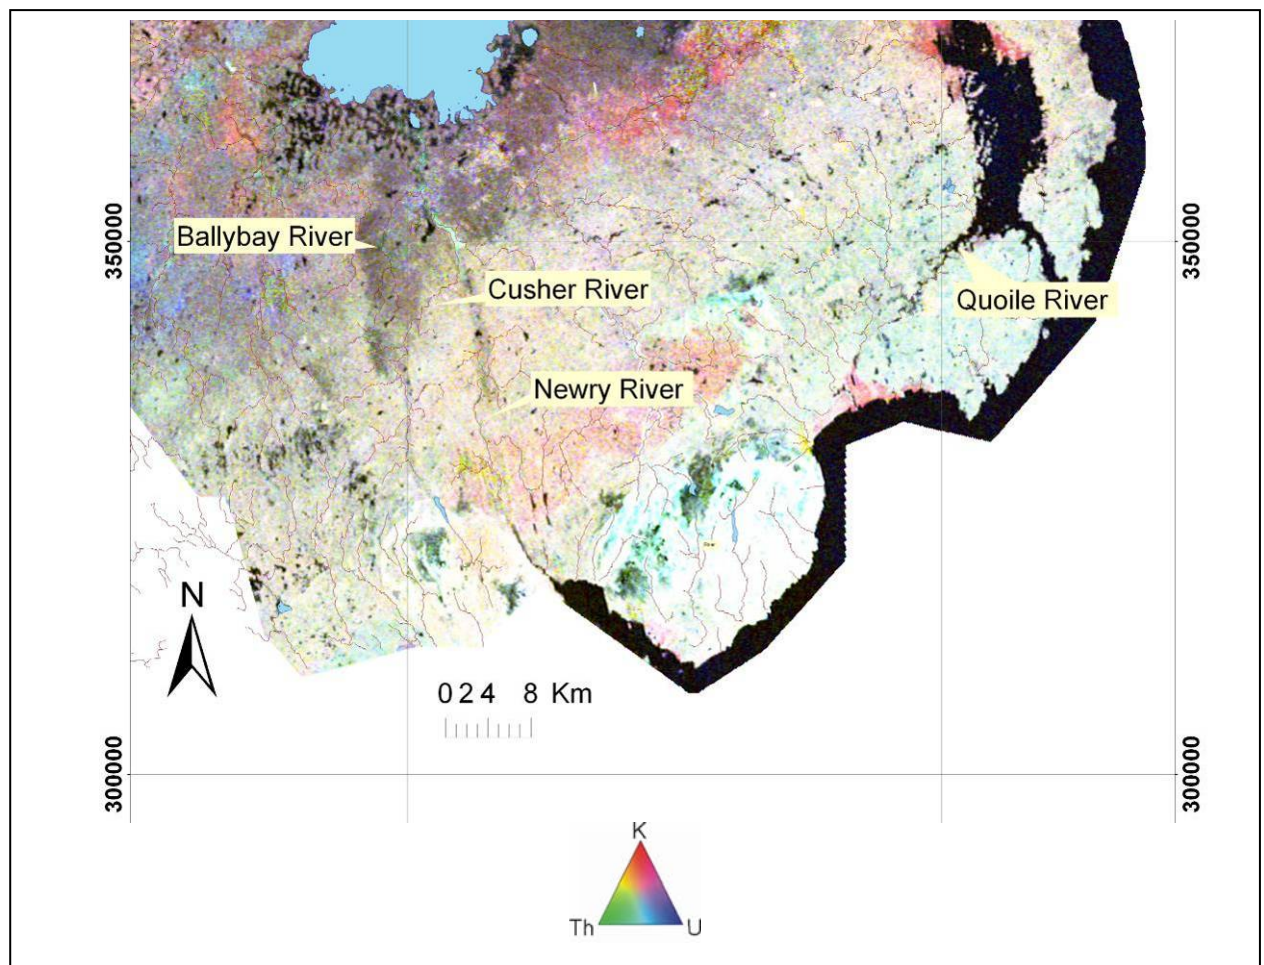 350000
350000
Ballybay River
Cusher River
Quoile River
Newry River
N
0 2 4 8 Km
300000
300000
K
Th
U